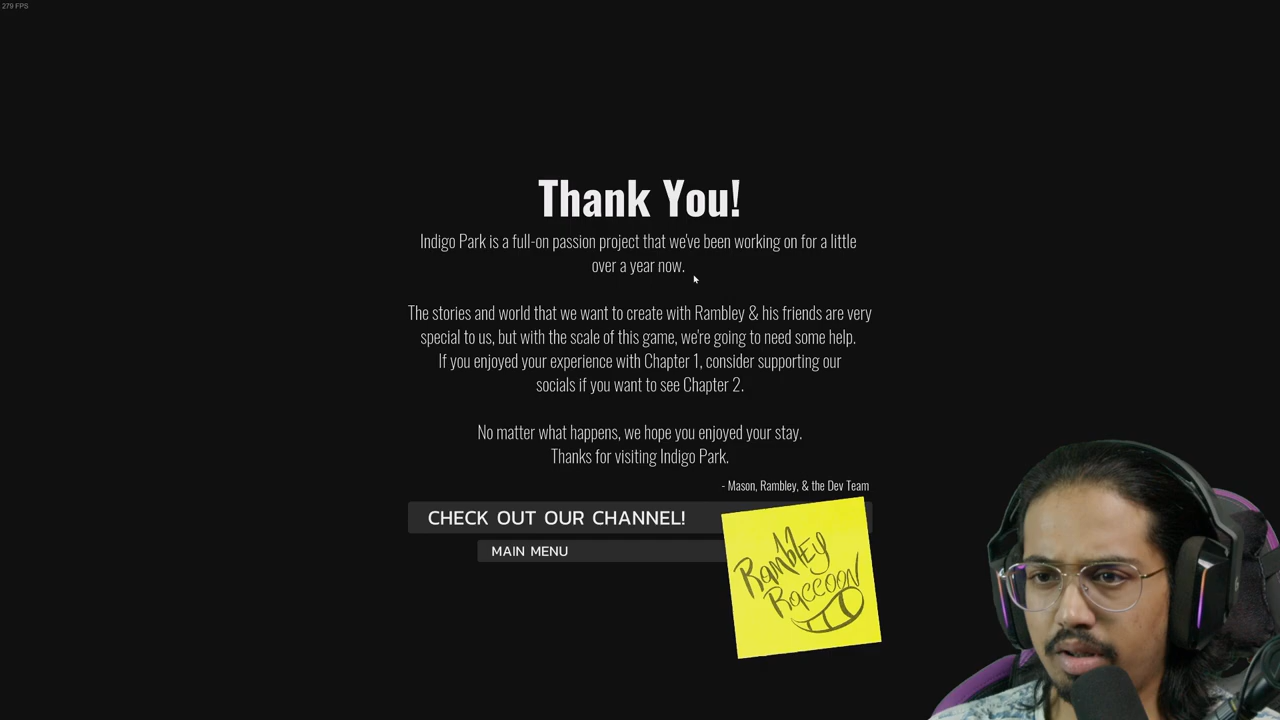 279 FPS
Thank You!
Indigo Park is a full-on passion project that we've been working on for a little
over a year now.
The stories and world that we want to create with Rambley & his friends are very
special to us, but with the scale of this game, we're going to need some help.
If you enjoyed your experience with Chapter 1, consider supporting our
socials if you want to see Chapter 2.
No matter what happens, we hope you enjoyed your stay.
Thanks for visiting Indigo Park.
- Mason, Rambley, & the Dev Team
CHECK OUT OUR CHANNEL!
MAIN MENU
Rambley
Raccoon